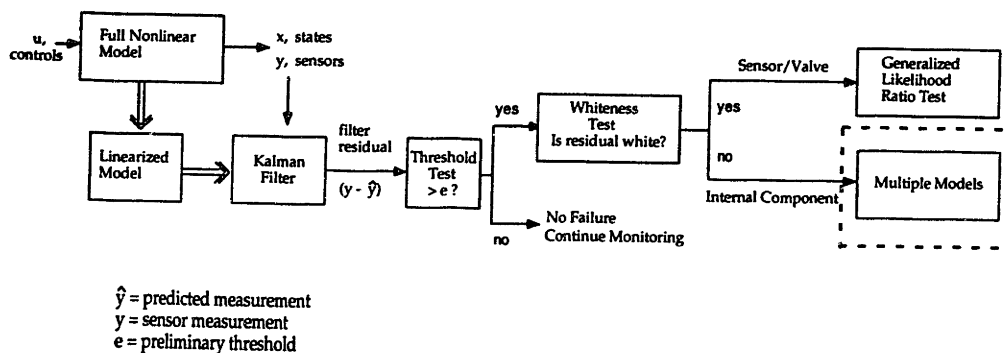 u,
controls
Full Nonlinear
Model
x, states
y, sensors
Linearized
Model
Kalman
Filter
filter
residual
(y - ŷ)
Threshold
Test
> e ?
yes
no
No Failure
Continue Monitoring
Whiteness
Test
Is residual white?
Sensor/Valve
yes
no
Internal Component
Generalized
Likelihood
Ratio Test
Multiple Models
ŷ = predicted measurement
y = sensor measurement
e = preliminary threshold